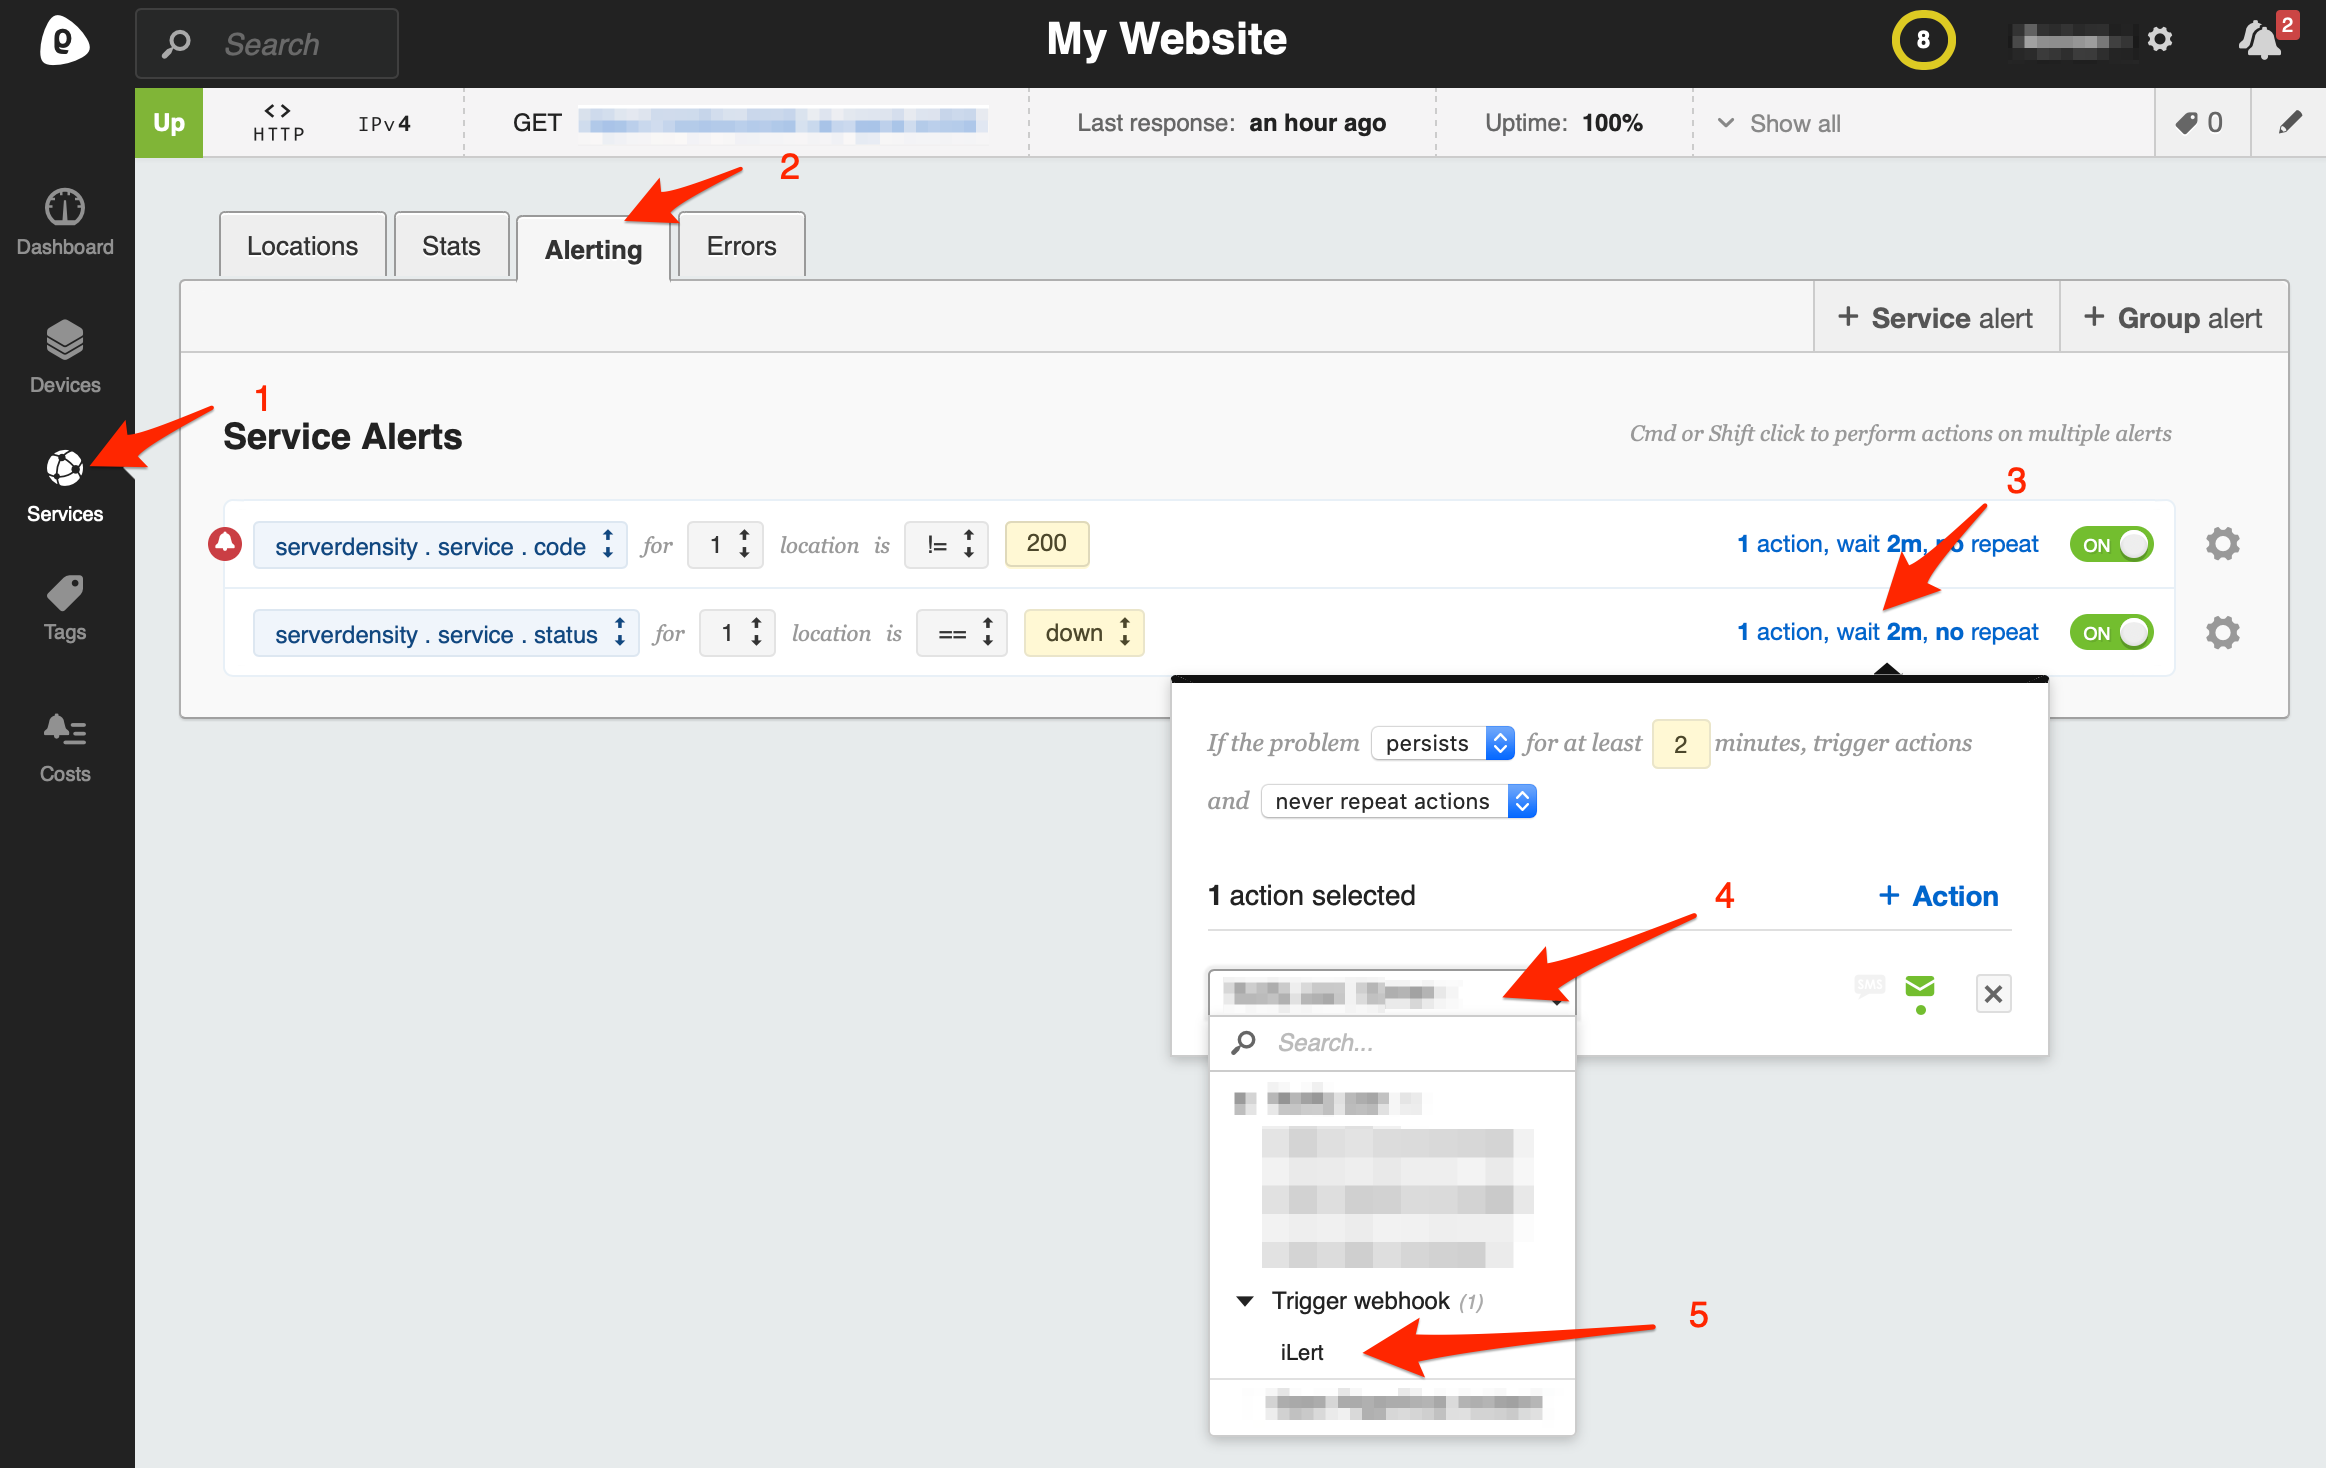 Search
My Website
8
2
Up
<> HTTP
IPv4
GET
Last response: an hour ago
Uptime: 100%
Show all
0
2
Dashboard
Devices
Services
Tags
Costs
Locations
Stats
Alerting
Errors
+ Service alert
+ Group alert
1
Service Alerts
Cmd or Shift click to perform actions on multiple alerts
3
serverdensity . service . code for 1 location is != 200
1 action, wait 2m, no repeat
ON
serverdensity . service . status for 1 location is == down
1 action, wait 2m, no repeat
ON
If the problem persists for at least 2 minutes, trigger actions
and never repeat actions
1 action selected
+ Action
4
SMS
Search...
Trigger webhook (1)
5
iLert